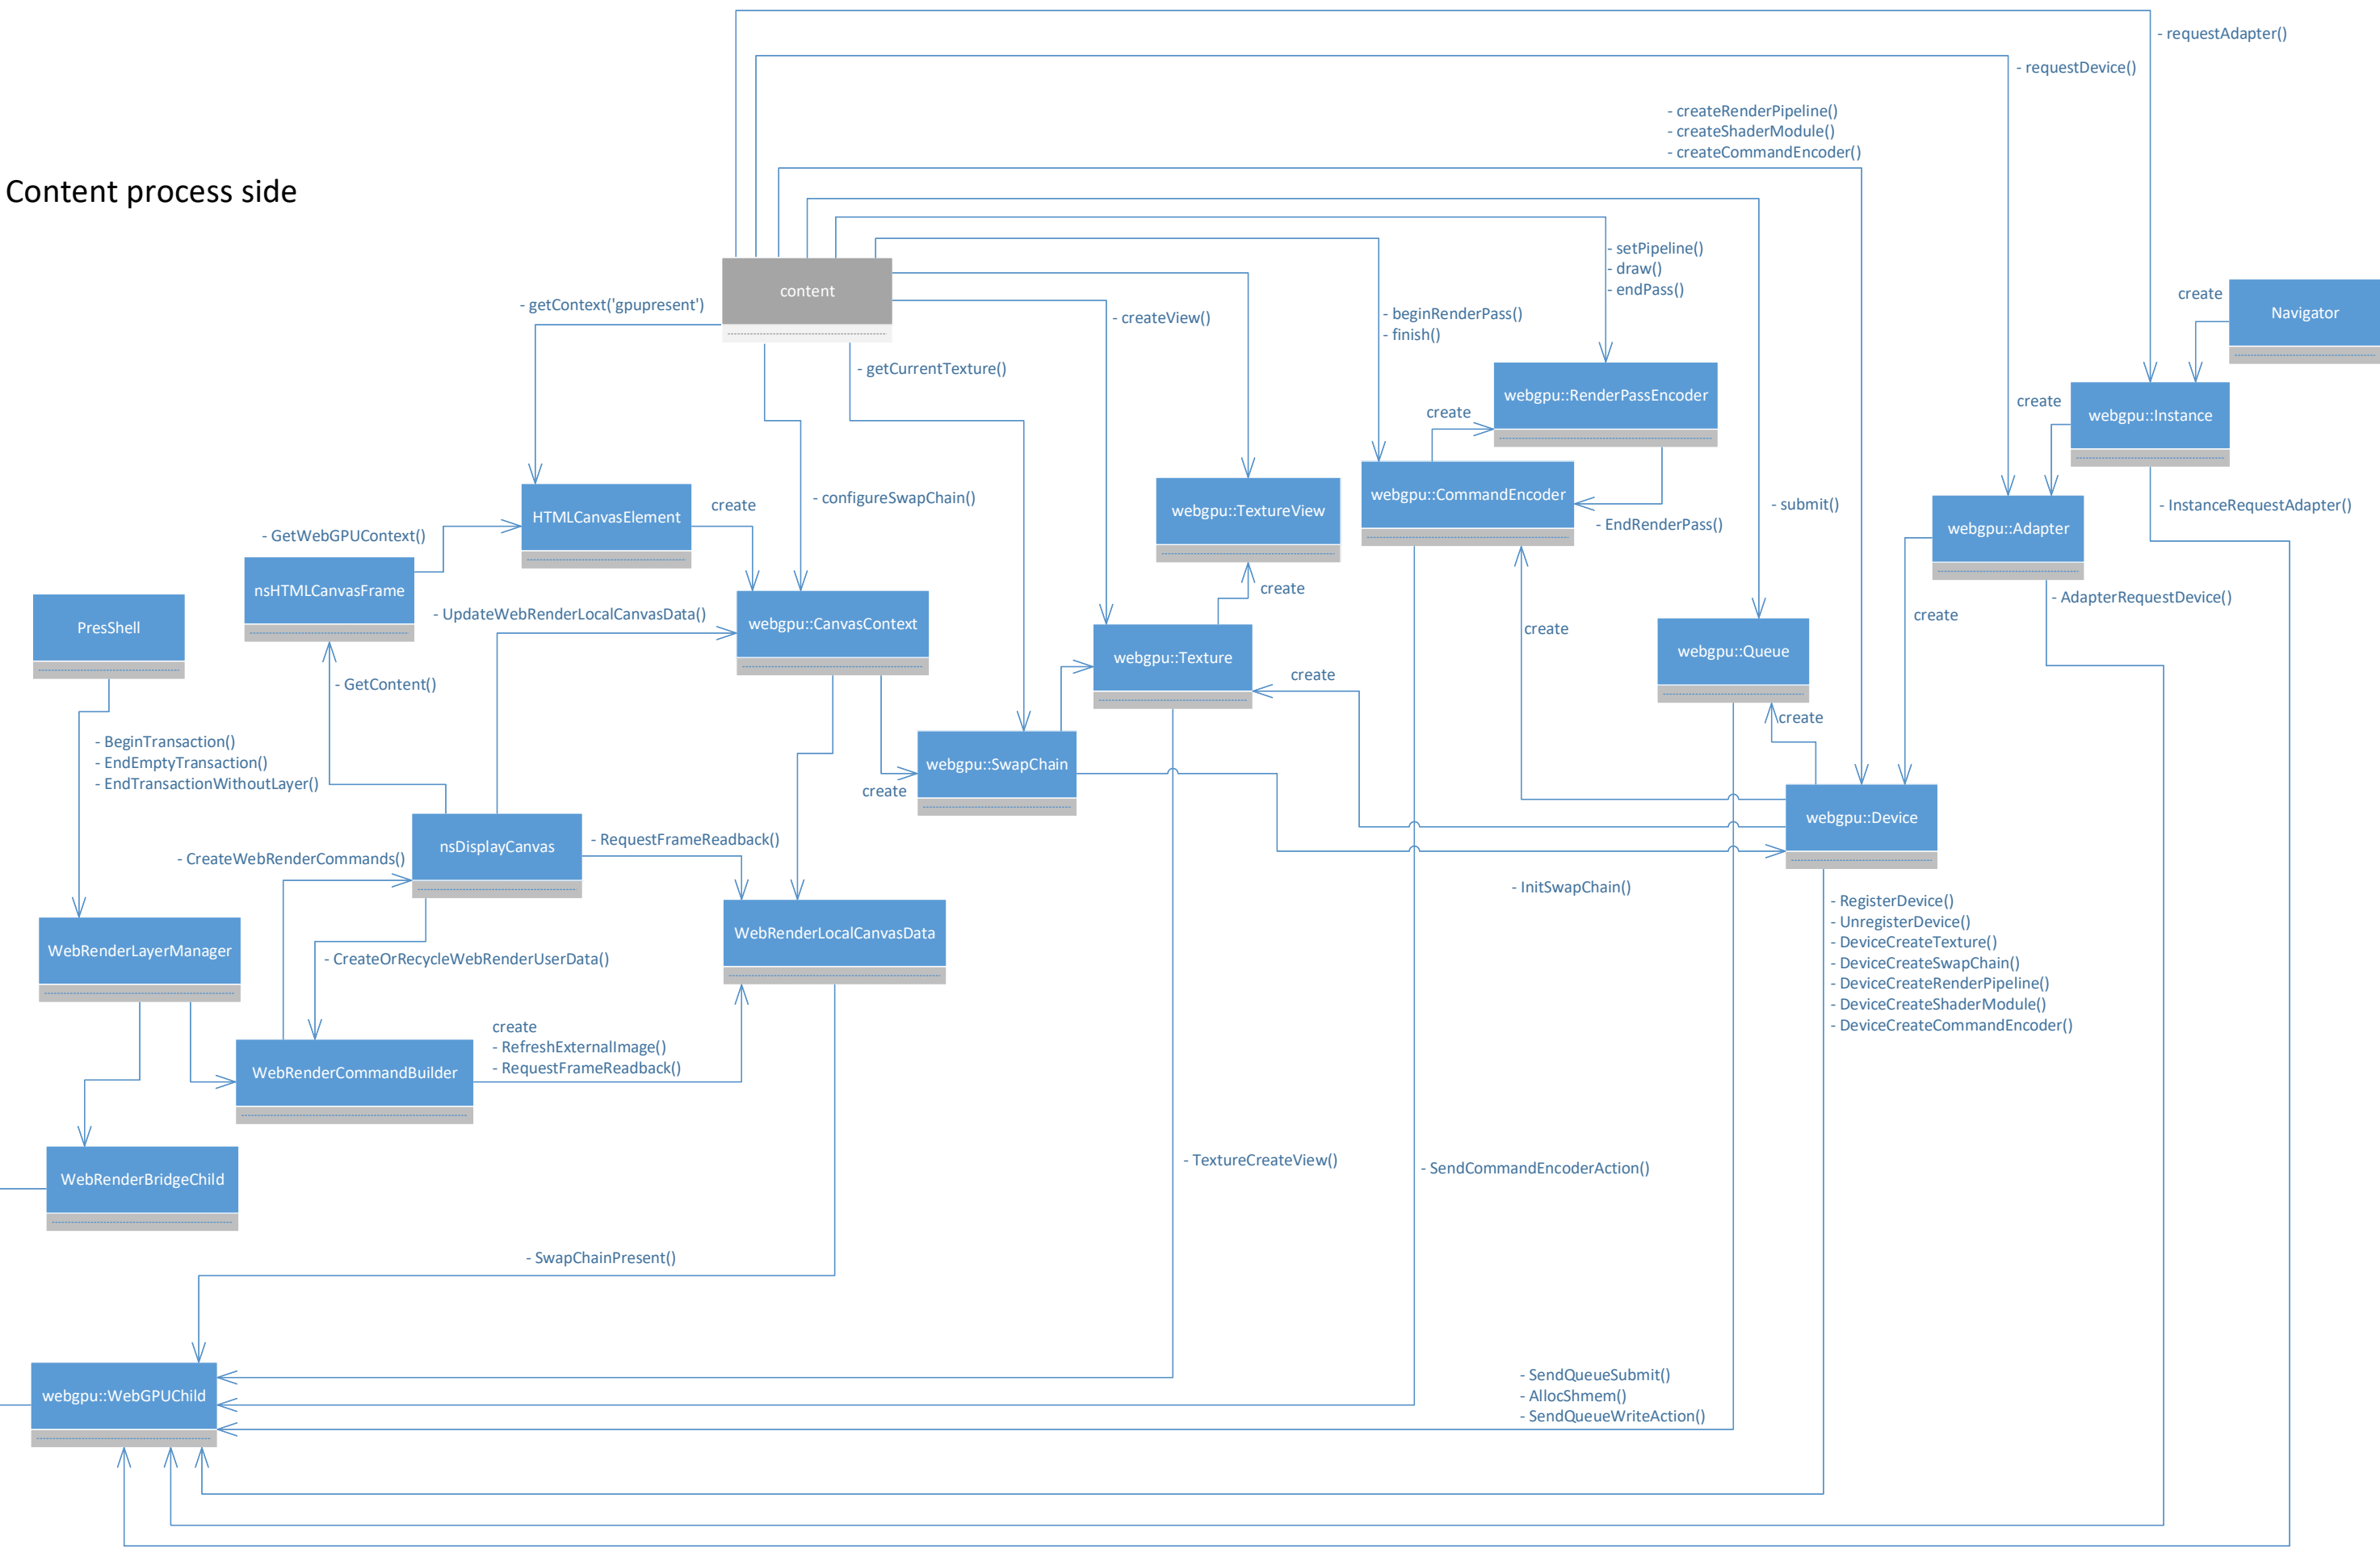 - requestAdapter()
- requestDevice()
- createRenderPipeline()
- createShaderModule()
- createCommandEncoder()
Content process side
- setPipeline()
- draw()
- endPass()
content
- getContext('gpupresent')
- createView()
- beginRenderPass()
- finish()
create
Navigator
- getCurrentTexture()
webgpu::RenderPassEncoder
create
create
webgpu::Instance
- configureSwapChain()
webgpu::CommandEncoder
- submit()
- InstanceRequestAdapter()
create
HTMLCanvasElement
webgpu::TextureView
- EndRenderPass()
webgpu::Adapter
- GetWebGPUContext()
nsHTMLCanvasFrame
create
- AdapterRequestDevice()
PresShell
- UpdateWebRenderLocalCanvasData()
webgpu::CanvasContext
create
create
webgpu::Texture
webgpu::Queue
- GetContent()
create
create
- BeginTransaction()
- EndEmptyTransaction()
- EndTransactionWithoutLayer()
webgpu::SwapChain
create
webgpu::Device
nsDisplayCanvas
- RequestFrameReadback()
- CreateWebRenderCommands()
- InitSwapChain()
- RegisterDevice()
- UnregisterDevice()
- DeviceCreateTexture()
- DeviceCreateSwapChain()
- DeviceCreateRenderPipeline()
- DeviceCreateShaderModule()
- DeviceCreateCommandEncoder()
WebRenderLayerManager
- CreateOrRecycleWebRenderUserData()
WebRenderLocalCanvasData
create
- RefreshExternalImage()
- RequestFrameReadback()
WebRenderCommandBuilder
WebRenderBridgeChild
- TextureCreateView()
- SendCommandEncoderAction()
- SwapChainPresent()
webgpu::WebGPUChild
- SendQueueSubmit()
- AllocShmem()
- SendQueueWriteAction()